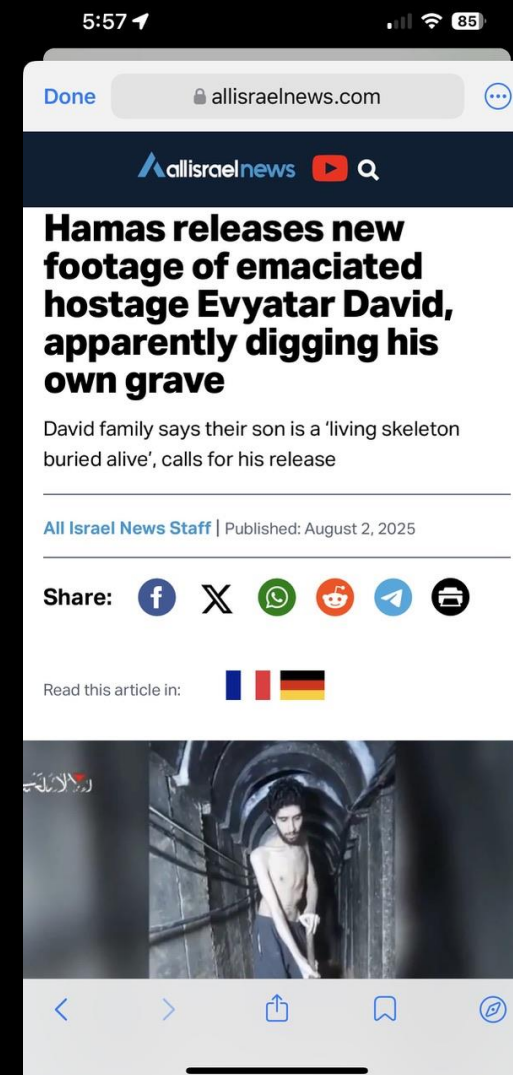 5:57
85
Done
allisraelnews.com
allisraelnews
Hamas releases new
footage of emaciated
hostage Evyatar David,
apparently digging his
own grave
David family says their son is a ‘living skeleton
buried alive’, calls for his release
All Israel News Staff | Published: August 2, 2025
Share:
Read this article in: